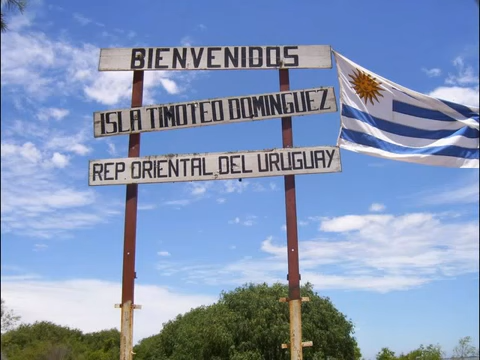 BIENVENIDOS
ISLA TIMOTEO DOMINGUEZ
REP. ORIENTAL DEL URUGUAY